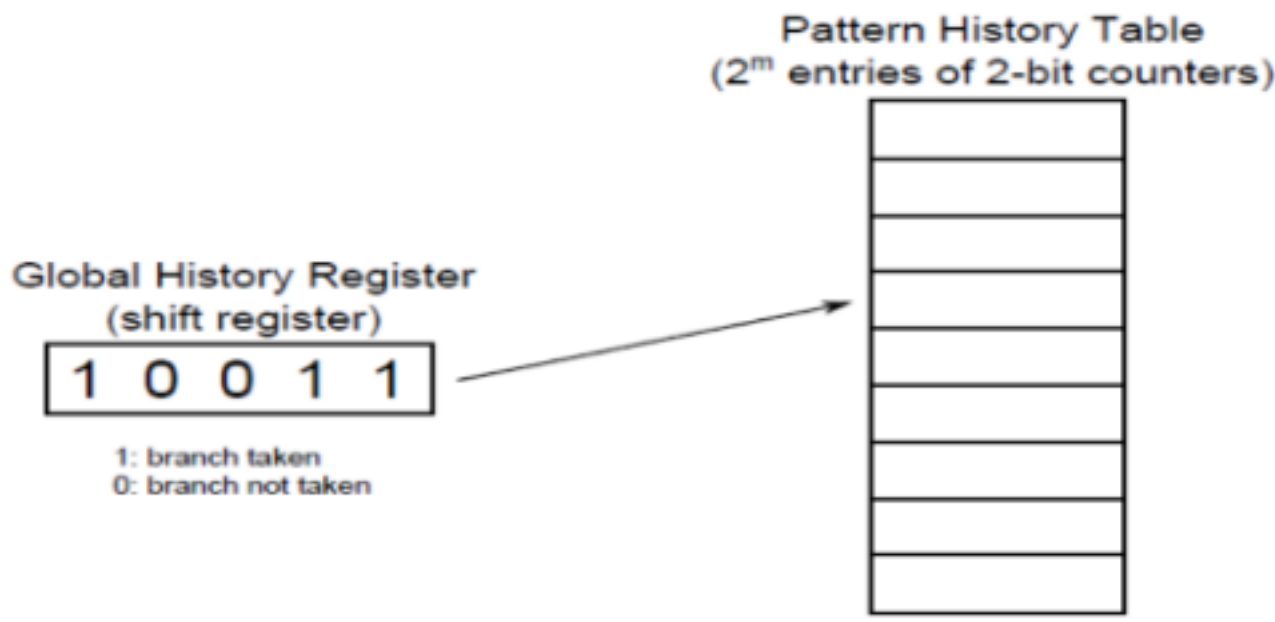 Pattern History Table
(2^m entries of 2-bit counters)
Global History Register
(shift register)
1 0 0 1 1
1: branch taken
0: branch not taken